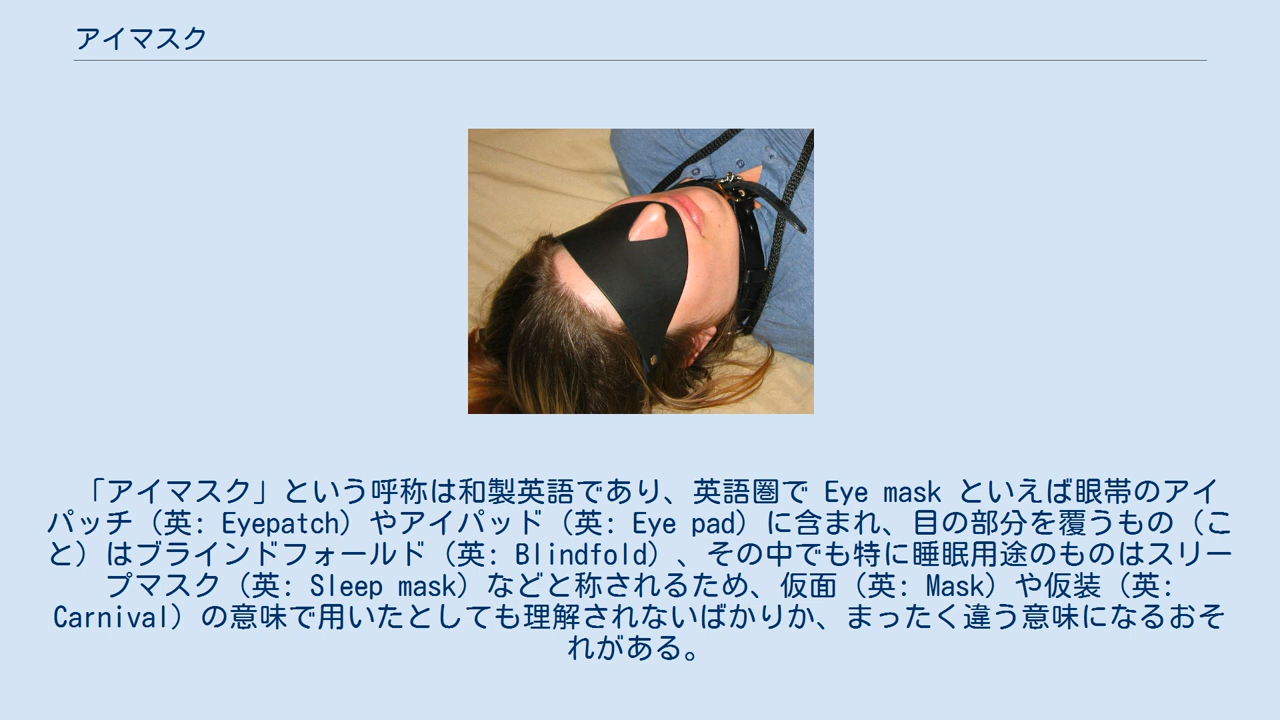 アイマスク
「アイマスク」という呼称は和製英語であり、英語圏で Eye mask といえば眼帯のアイ
パッチ（英: Eyepatch）やアイパッド（英: Eye pad）に含まれ、目の部分を覆うもの（こ
と）はブラインドフォールド（英: Blindfold）、その中でも特に睡眠用途のものはスリー
プマスク（英: Sleep mask）などと称されるため、仮面（英: Mask）や仮装（英:
Carnival）の意味で用いたとしても理解されないばかりか、まったく違う意味になるおそ
れがある。